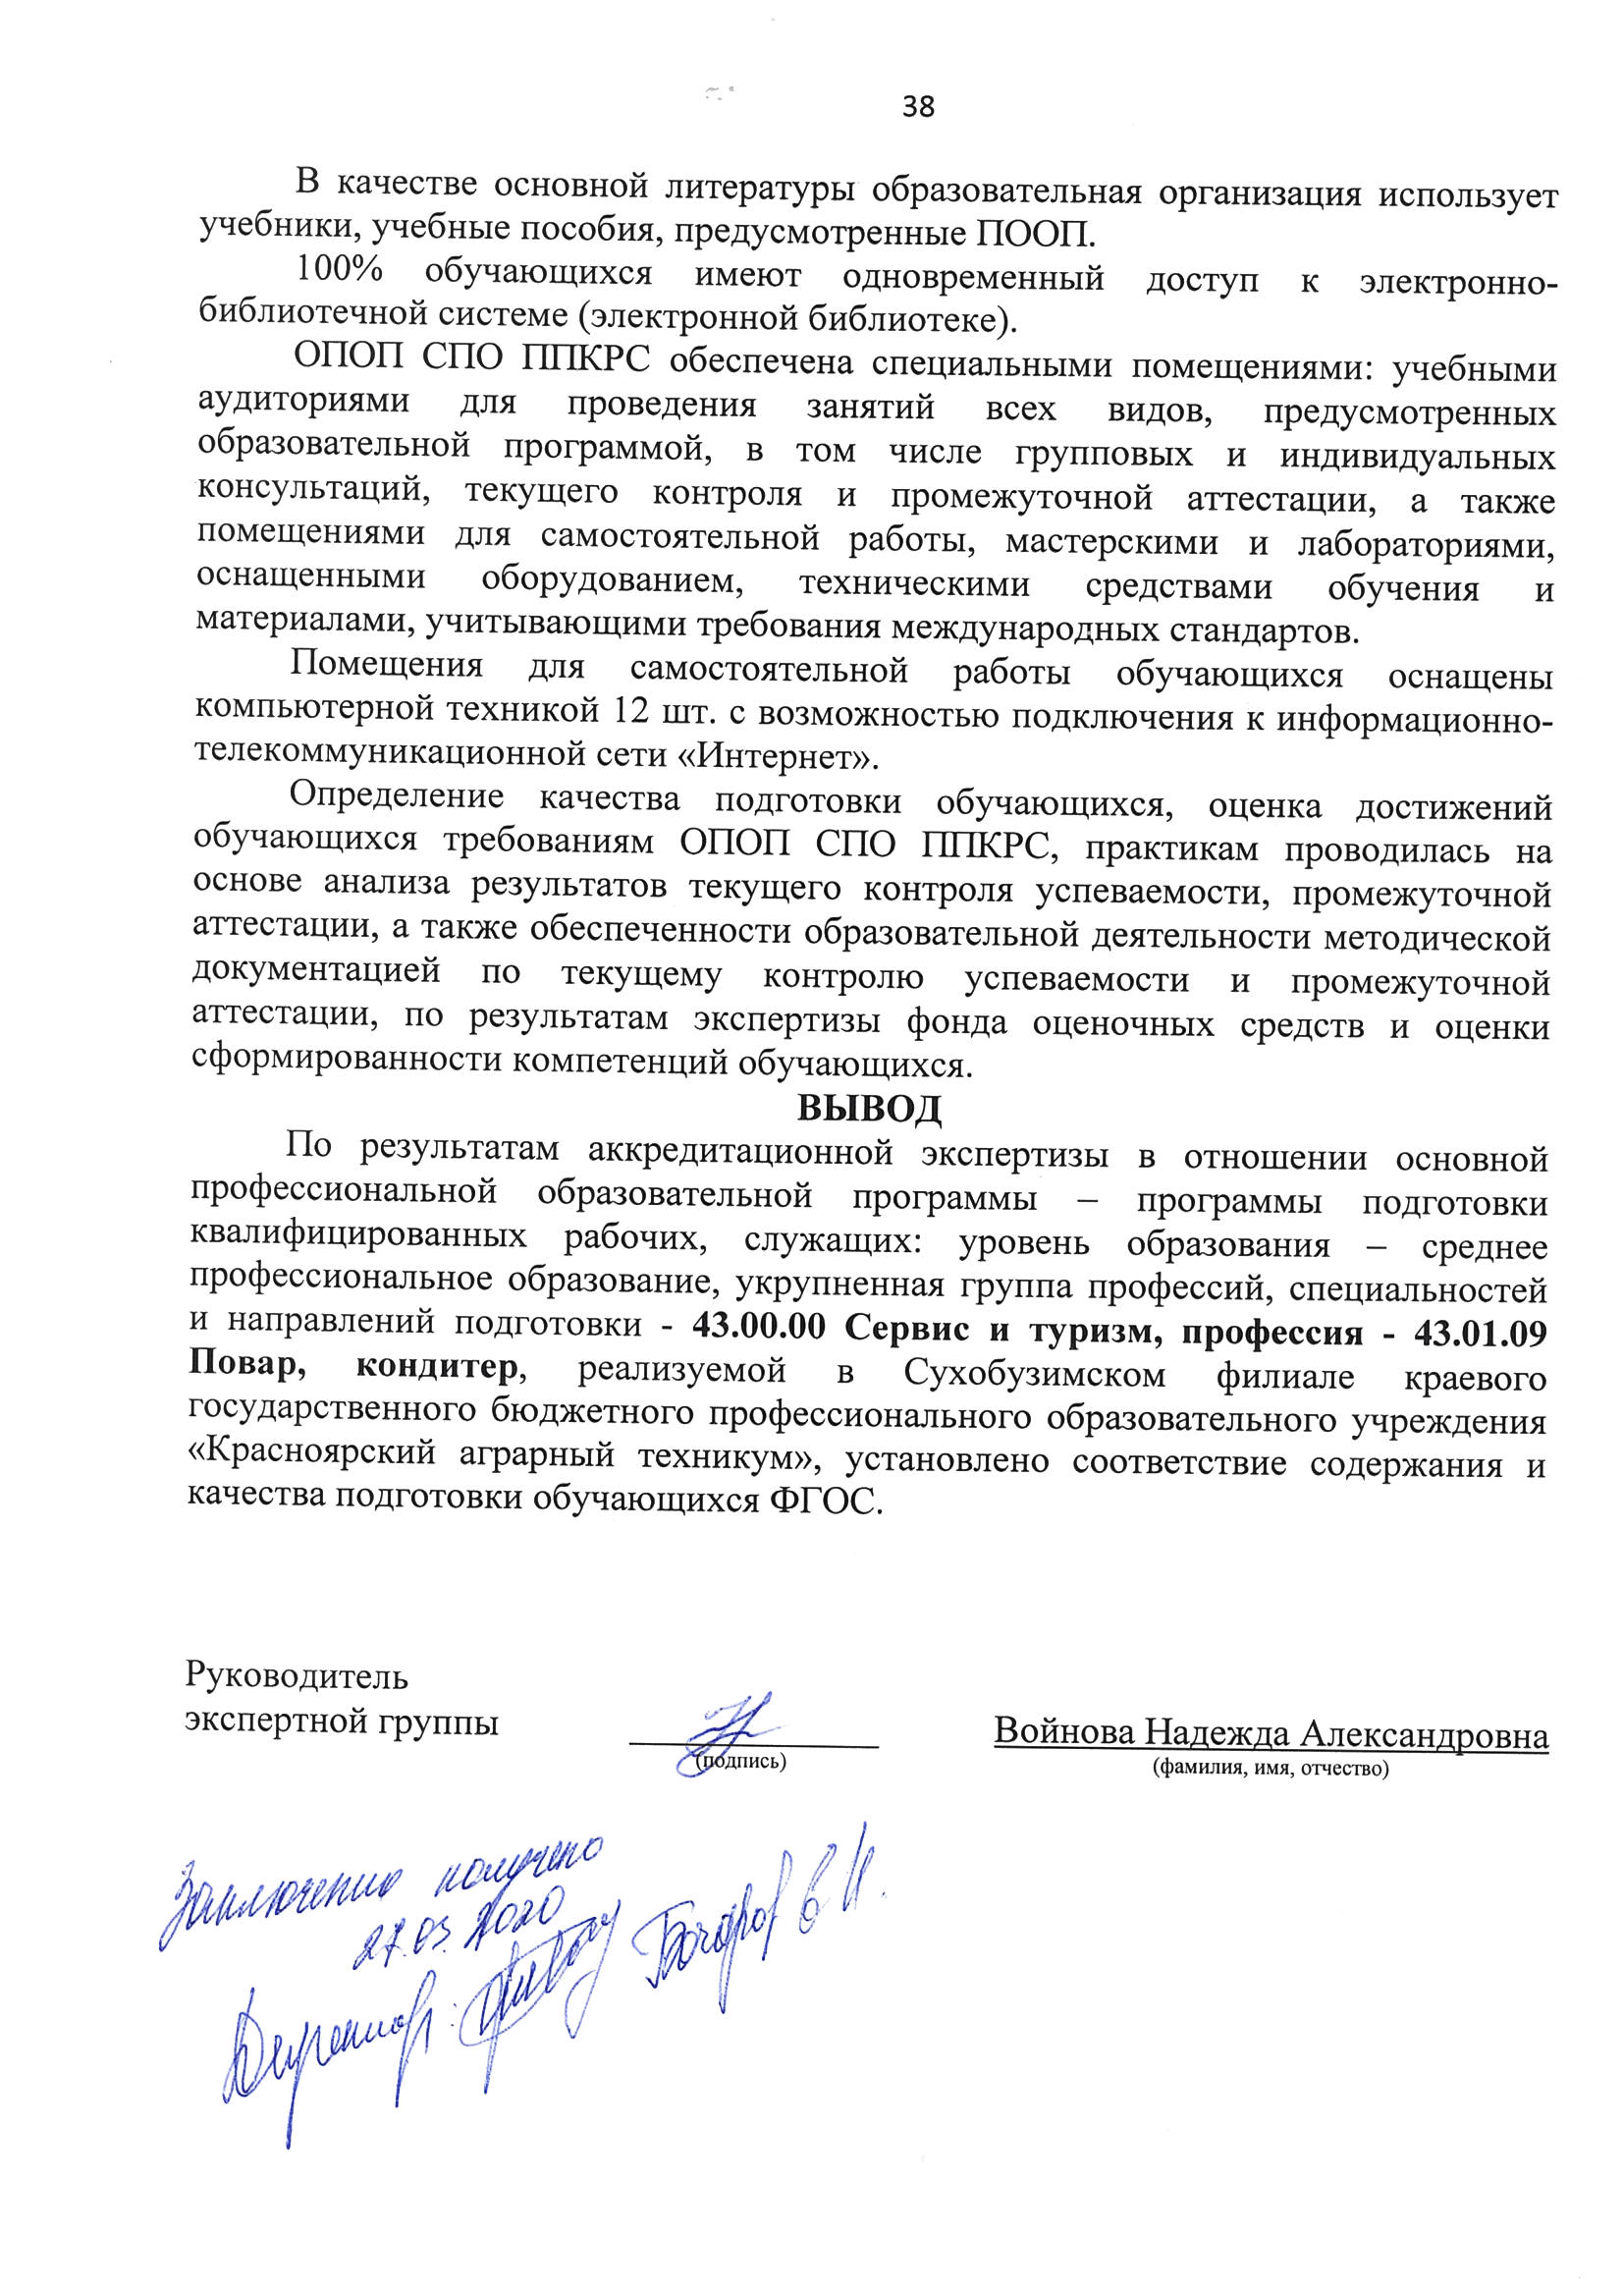 38
В качестве основной литературы образовательная организация использует
учебники, учебные пособия, предусмотренные ПООП.
100% обучающихся имеют одновременный доступ к электронно-
библиотечной системе (электронной библиотеке).
ОПОП СПО ППКРС обеспечена специальными помещениями: учебными
аудиториями для проведения занятий всех видов, предусмотренных
образовательной программой, в том числе групповых и индивидуальных
консультаций, текущего контроля и промежуточной аттестации, а также
помещениями для самостоятельной работы, мастерскими и лабораториями,
оснащенными оборудованием, техническими средствами обучения и
материалами, учитывающими требования международных стандартов.
Помещения для самостоятельной работы обучающихся оснащены
компьютерной техникой 12 шт. с возможностью подключения к информационно-
телекоммуникационной сети «Интернет».
Определение качества подготовки обучающихся, оценка достижений
обучающихся требованиям ОПОП СПО ППКРС, практикам проводилась на
основе анализа результатов текущего контроля успеваемости, промежуточной
аттестации, а также обеспеченности образовательной деятельности методической
документацией по текущему контролю успеваемости и промежуточной
аттестации, по результатам экспертизы фонда оценочных средств и оценки
сформированности компетенций обучающихся.
ВЫВОД
По результатам аккредитационной экспертизы в отношении основной
профессиональной образовательной программы – программы подготовки
квалифицированных рабочих, служащих: уровень образования – среднее
профессиональное образование, укрупненная группа профессий, специальностей
и направлений подготовки - 43.00.00 Сервис и туризм, профессия - 43.01.09
Повар, кондитер, реализуемой в Сухобузимском филиале краевого
государственного бюджетного профессионального образовательного учреждения
«Красноярский аграрный техникум», установлено соответствие содержания и
качества подготовки обучающихся ФГОС.
Руководитель
экспертной группы
Войнова Надежда Александровна
(подпись)
(фамилия, имя, отчество)
Заключение получено
27.03.2020
Директор: